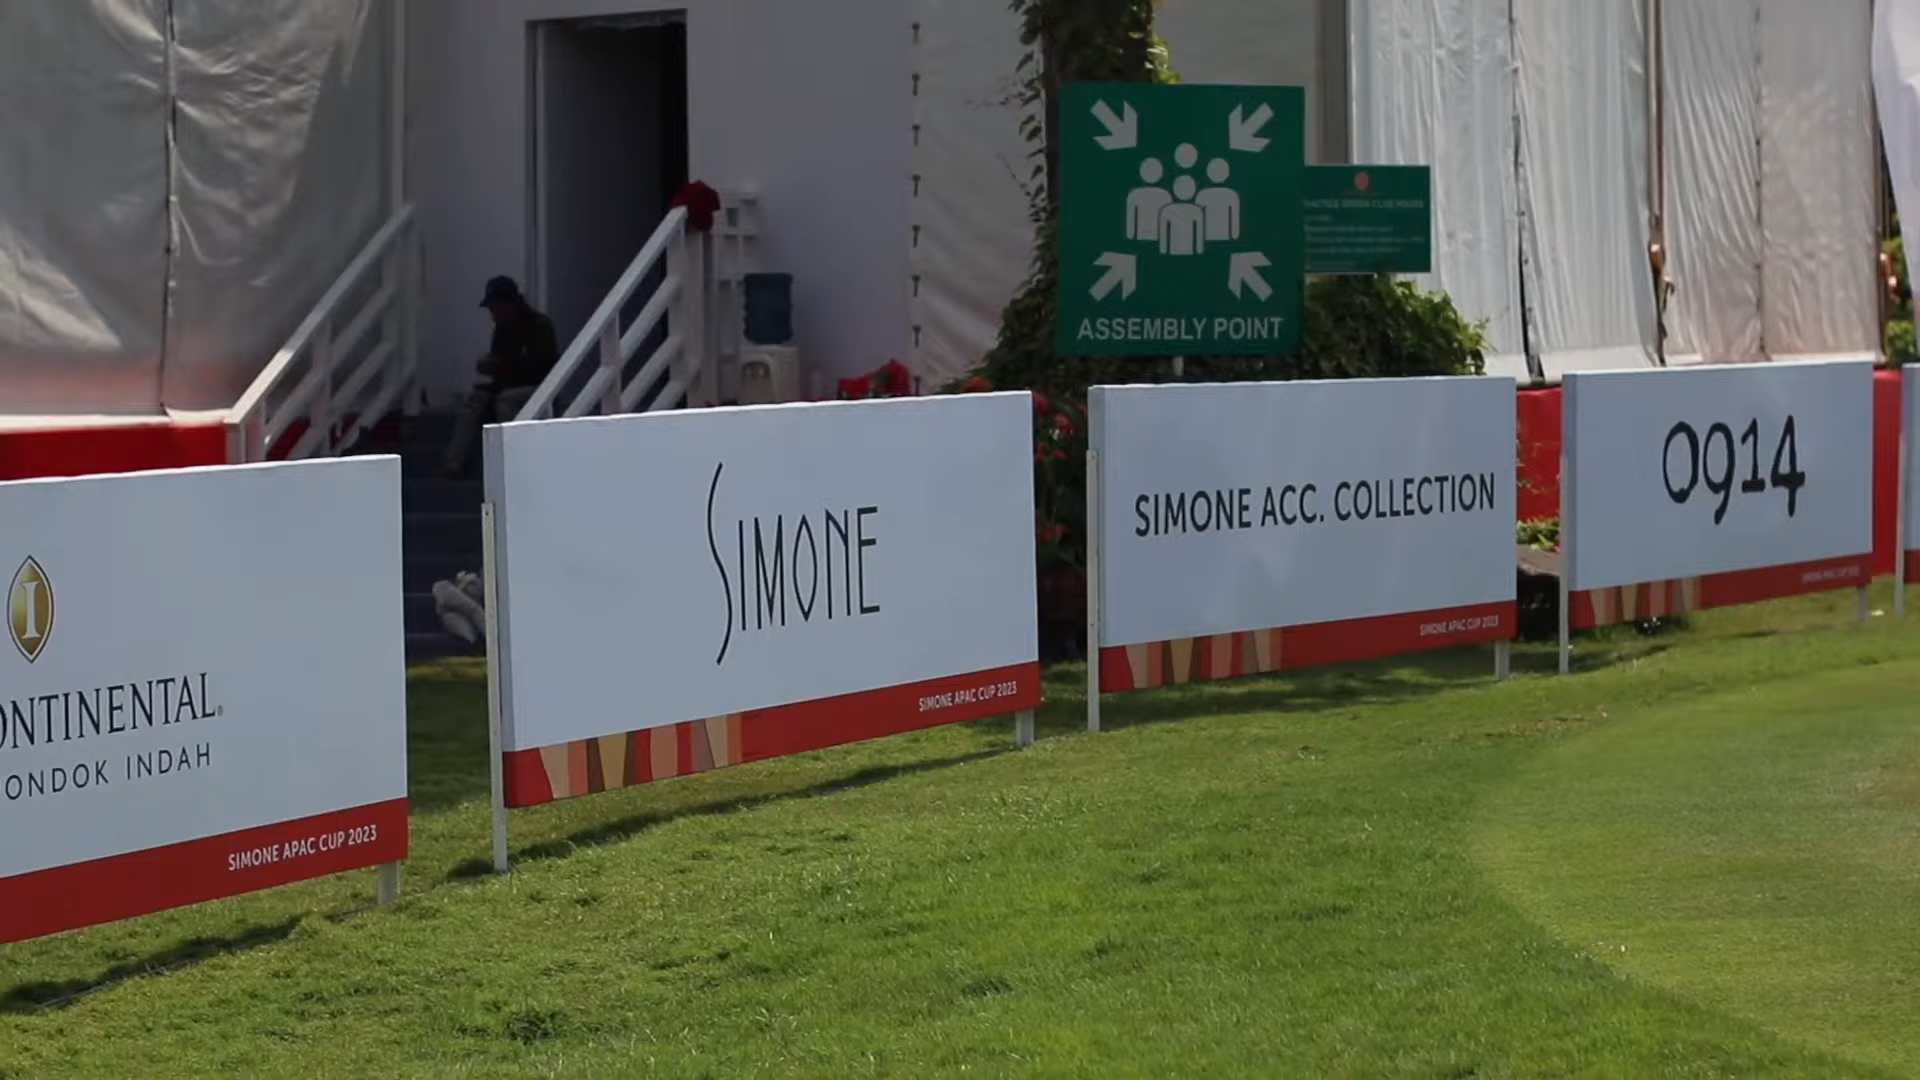 ASSEMBLY POINT
I
ONTINENTAL
ONDOK INDAH
SIMONE APAC CUP 2023
SIMONE
SIMONE APAC CUP 2023
SIMONE ACC. COLLECTION
SIMONE APAC CUP 2023
0914
SIMONE APAC CUP 2023